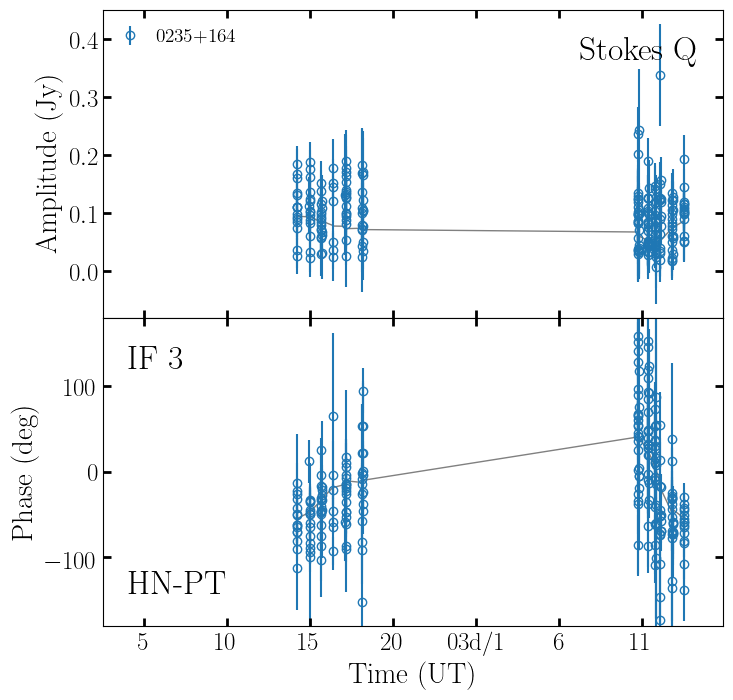 0235+164
Stokes Q
Amplitude (Jy)
0.4
0.3
0.2
0.1
0.0
IF 3
HN-PT
Phase (deg)
100
0
−100
5 10 15 20 03d/1 6 11
Time (UT)